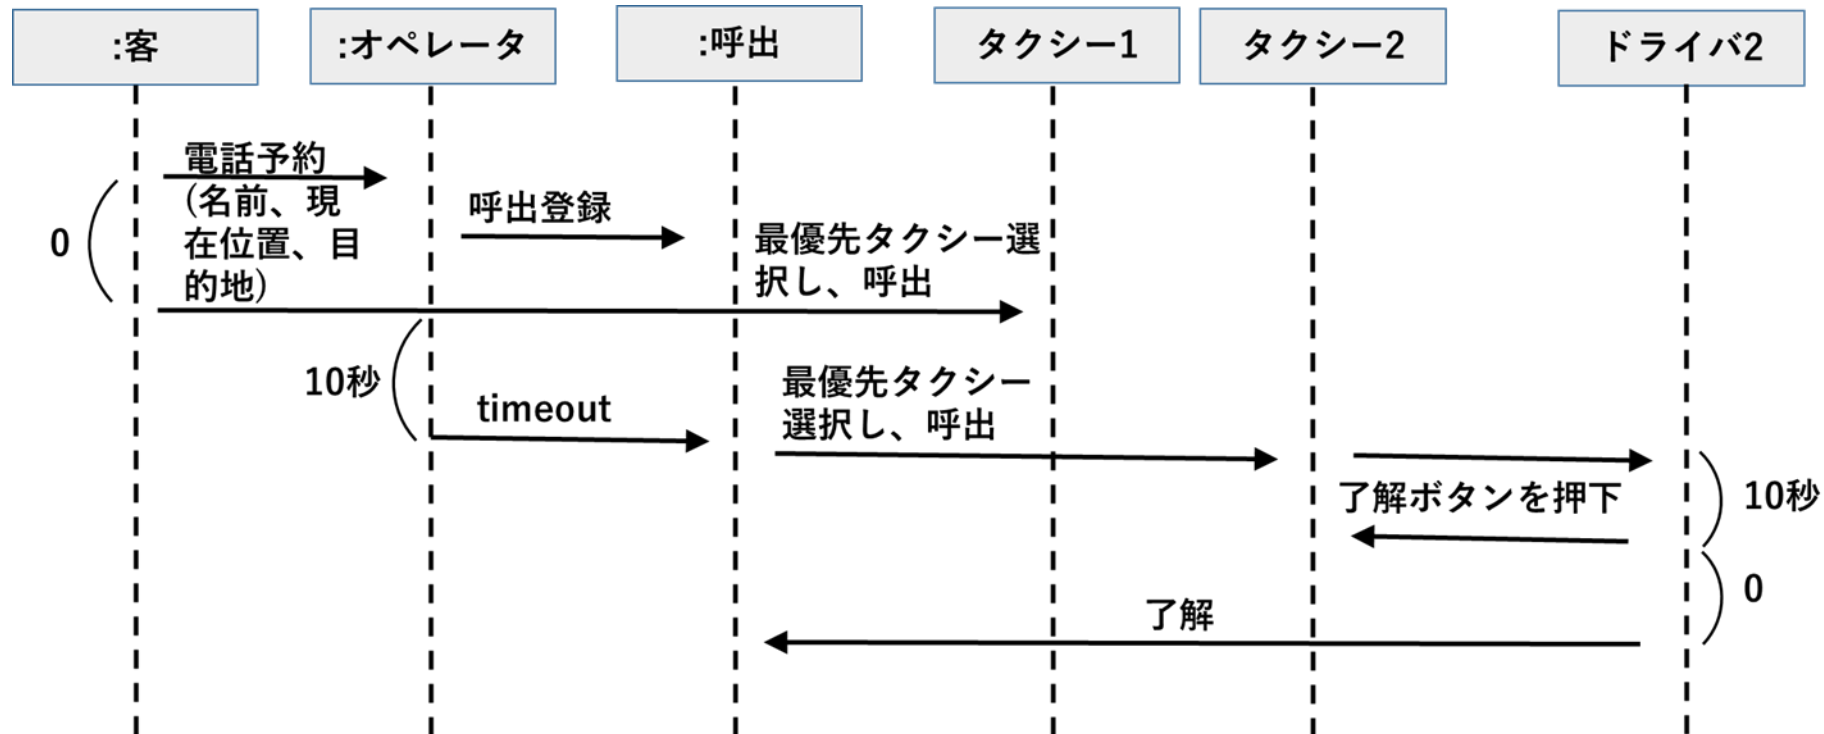 :客
:オペレータ
:呼出
タクシー1
タクシー2
ドライバ2
電話予約
(名前、現
在位置、目
的地)
0
呼出登録
最優先タクシー選
択し、呼出
10秒
timeout
最優先タクシー
選択し、呼出
了解ボタンを押下
10秒
0
了解